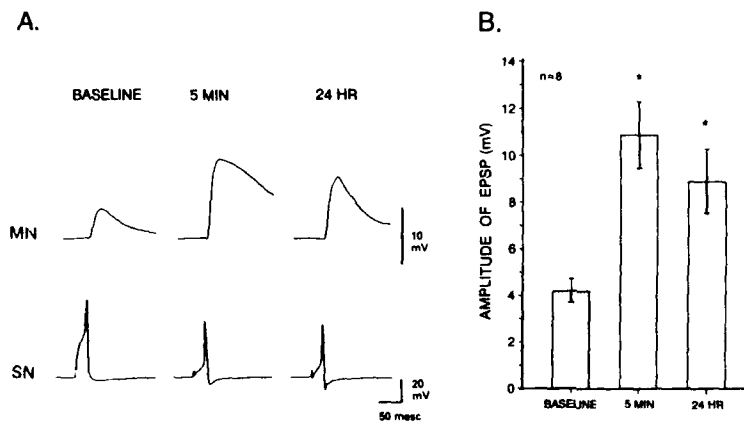 A.
BASELINE 5 MIN 24 HR
MN
10
mV
SN
20
mV
50 mesc
B.
n=8
*
*
AMPLITUDE OF EPSP (mV)
14
12
10
8
6
4
2
0
BASELINE 5 MIN 24 HR